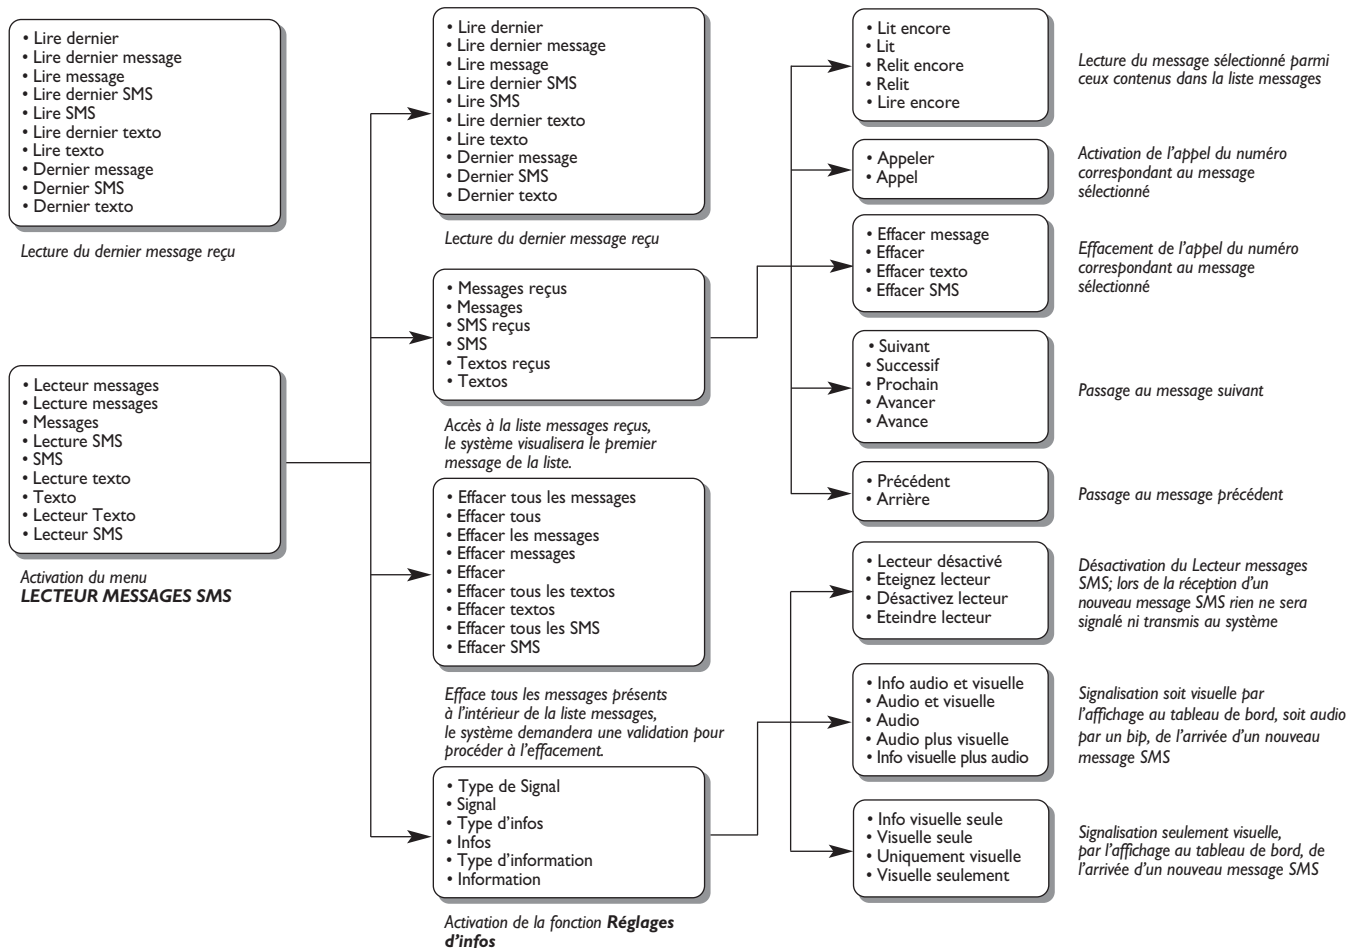 • Lire dernier
• Lire dernier message
• Lire message
• Lire dernier SMS
• Lire SMS
• Lire dernier texto
• Lire texto
• Dernier message
• Dernier SMS
• Dernier texto
Lecture du dernier message reçu
• Lecteur messages
• Lecture messages
• Messages
• Lecture SMS
• SMS
• Lecture texto
• Texto
• Lecteur Texto
• Lecteur SMS
Activation du menu
LECTEUR MESSAGES SMS
• Lire dernier
• Lire dernier message
• Lire message
• Lire dernier SMS
• Lire SMS
• Lire dernier texto
• Lire texto
• Dernier message
• Dernier SMS
• Dernier texto
Lecture du dernier message reçu
• Messages reçus
• Messages
• SMS reçus
• SMS
• Textos reçus
• Textos
Accès à la liste messages reçus,
le système visualisera le premier
message de la liste.
• Effacer tous les messages
• Effacer tous
• Effacer les messages
• Effacer messages
• Effacer
• Effacer tous les textos
• Effacer textos
• Effacer tous les SMS
• Effacer SMS
Efface tous les messages présents
à l’intérieur de la liste messages,
le système demandera une validation pour
procéder à l’effacement.
• Type de Signal
• Signal
• Type d’infos
• Infos
• Type d’information
• Information
Activation de la fonction Réglages
d’infos
• Lit encore
• Lit
• Relit encore
• Relit
• Lire encore
Lecture du message sélectionné parmi
ceux contenus dans la liste messages
• Appeler
• Appel
Activation de l’appel du numéro
correspondant au message
sélectionné
• Effacer message
• Effacer
• Effacer texto
• Effacer SMS
Effacement de l’appel du numéro
correspondant au message
sélectionné
• Suivant
• Successif
• Prochain
• Avancer
• Avance
Passage au message suivant
• Précédent
• Arrière
Passage au message précédent
• Lecteur désactivé
• Eteignez lecteur
• Désactivez lecteur
• Eteindre lecteur
Désactivation du Lecteur messages
SMS; lors de la réception d’un
nouveau message SMS rien ne sera
signalé ni transmis au système
• Info audio et visuelle
• Audio et visuelle
• Audio
• Audio plus visuelle
• Info visuelle plus audio
Signalisation soit visuelle par
l’affichage au tableau de bord, soit audio
par un bip, de l’arrivée d’un nouveau
message SMS
• Info visuelle seule
• Visuelle seule
• Uniquement visuelle
• Visuelle seulement
Signalisation seulement visuelle,
par l’affichage au tableau de bord, de
l’arrivée d’un nouveau message SMS